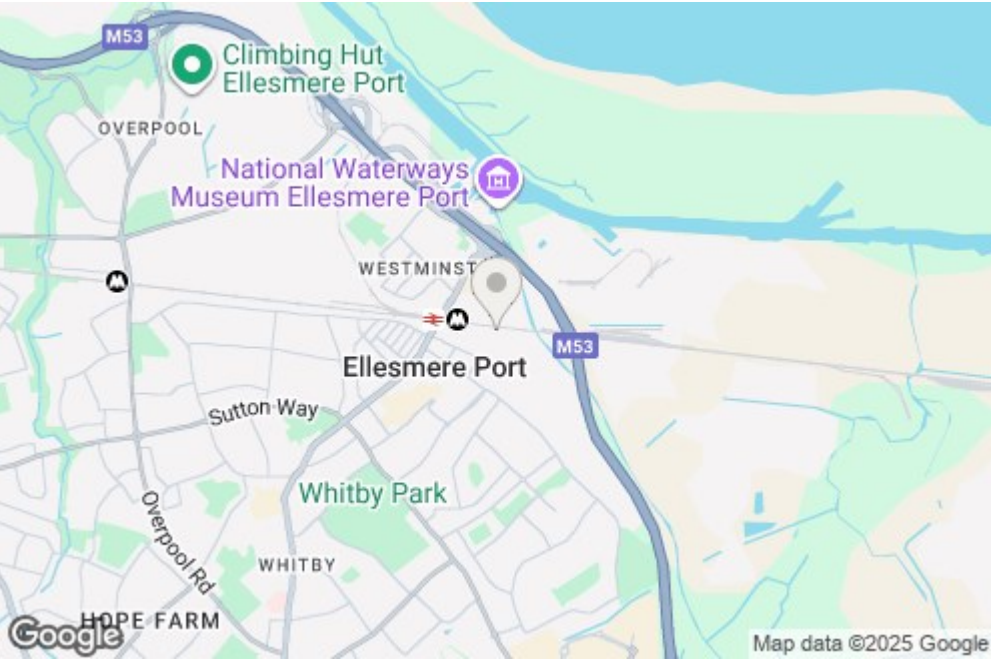 M53
Climbing Hut
Ellesmere Port
OVERPOOL
National Waterways
Museum Ellesmere Port
WESTMINST
Ellesmere Port
M53
Sutton Way
Whitby Park
Overpool Rd
WHITBY
HOPE FARM
Google
Map data ©2025 Google